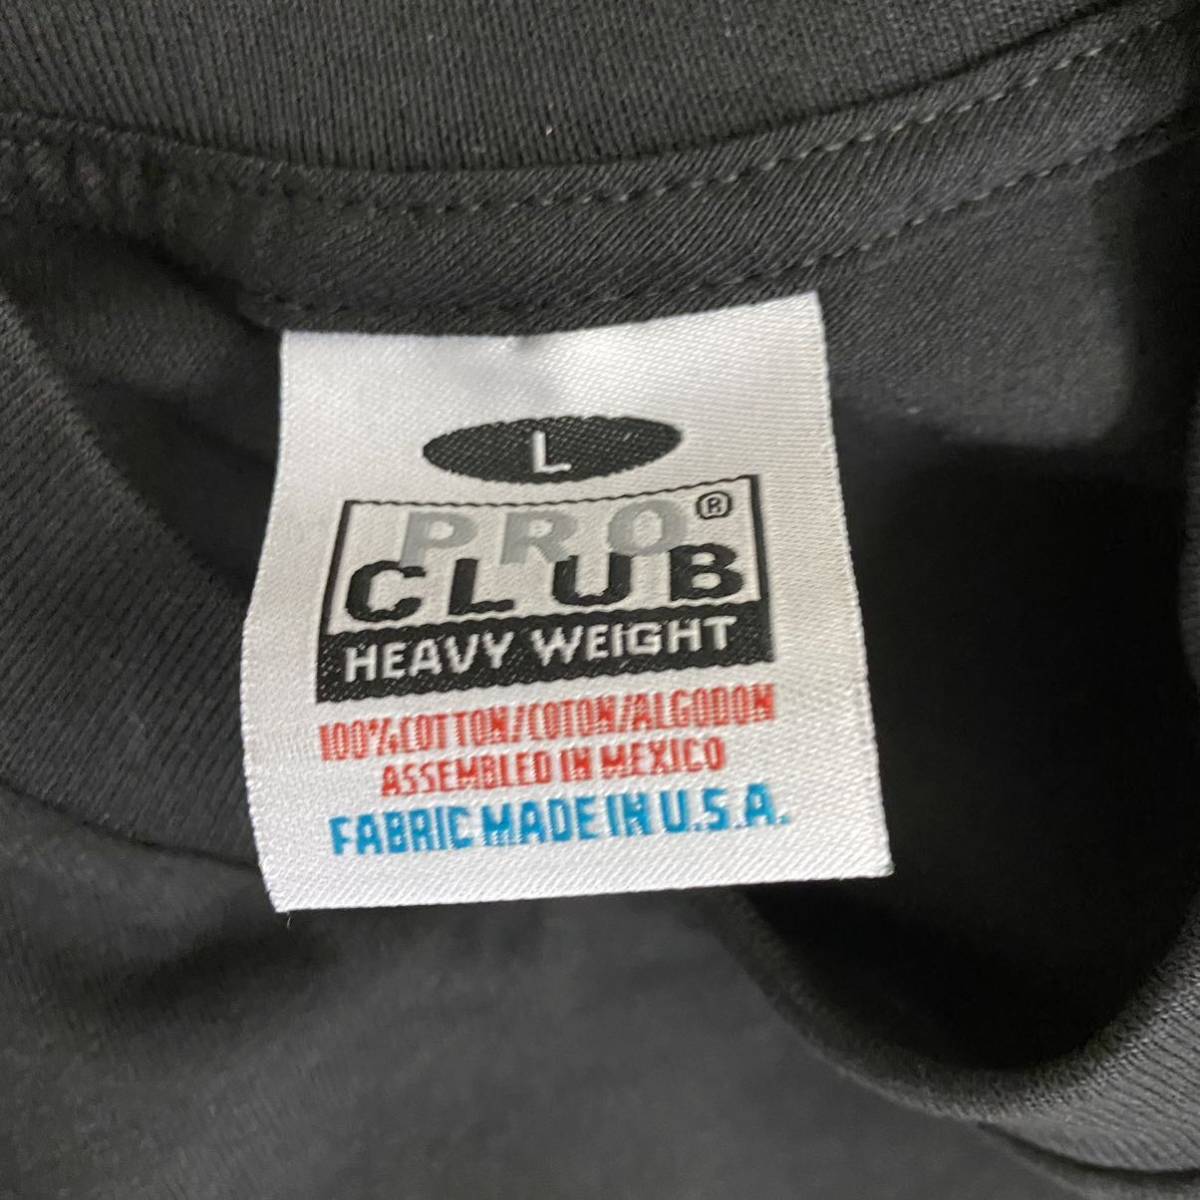 L
PRO®
CLUB
HEAVY WEIGHT
100%COTTON/COTON/ALGODON
ASSEMBLED IN MEXICO
FABRIC MADE IN U.S.A.